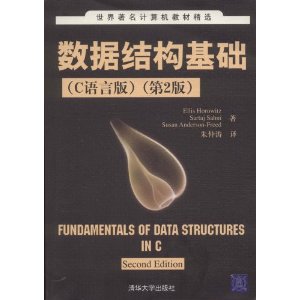 世界著名计算机教材精选
数据结构基础
（C语言版）（第2版）
Ellis Horowitz
Sartaj Sahni 著
Susan Anderson-Freed
朱仲涛 译
FUNDAMENTALS OF DATA STRUCTURES
IN C
Second Edition
清华大学出版社